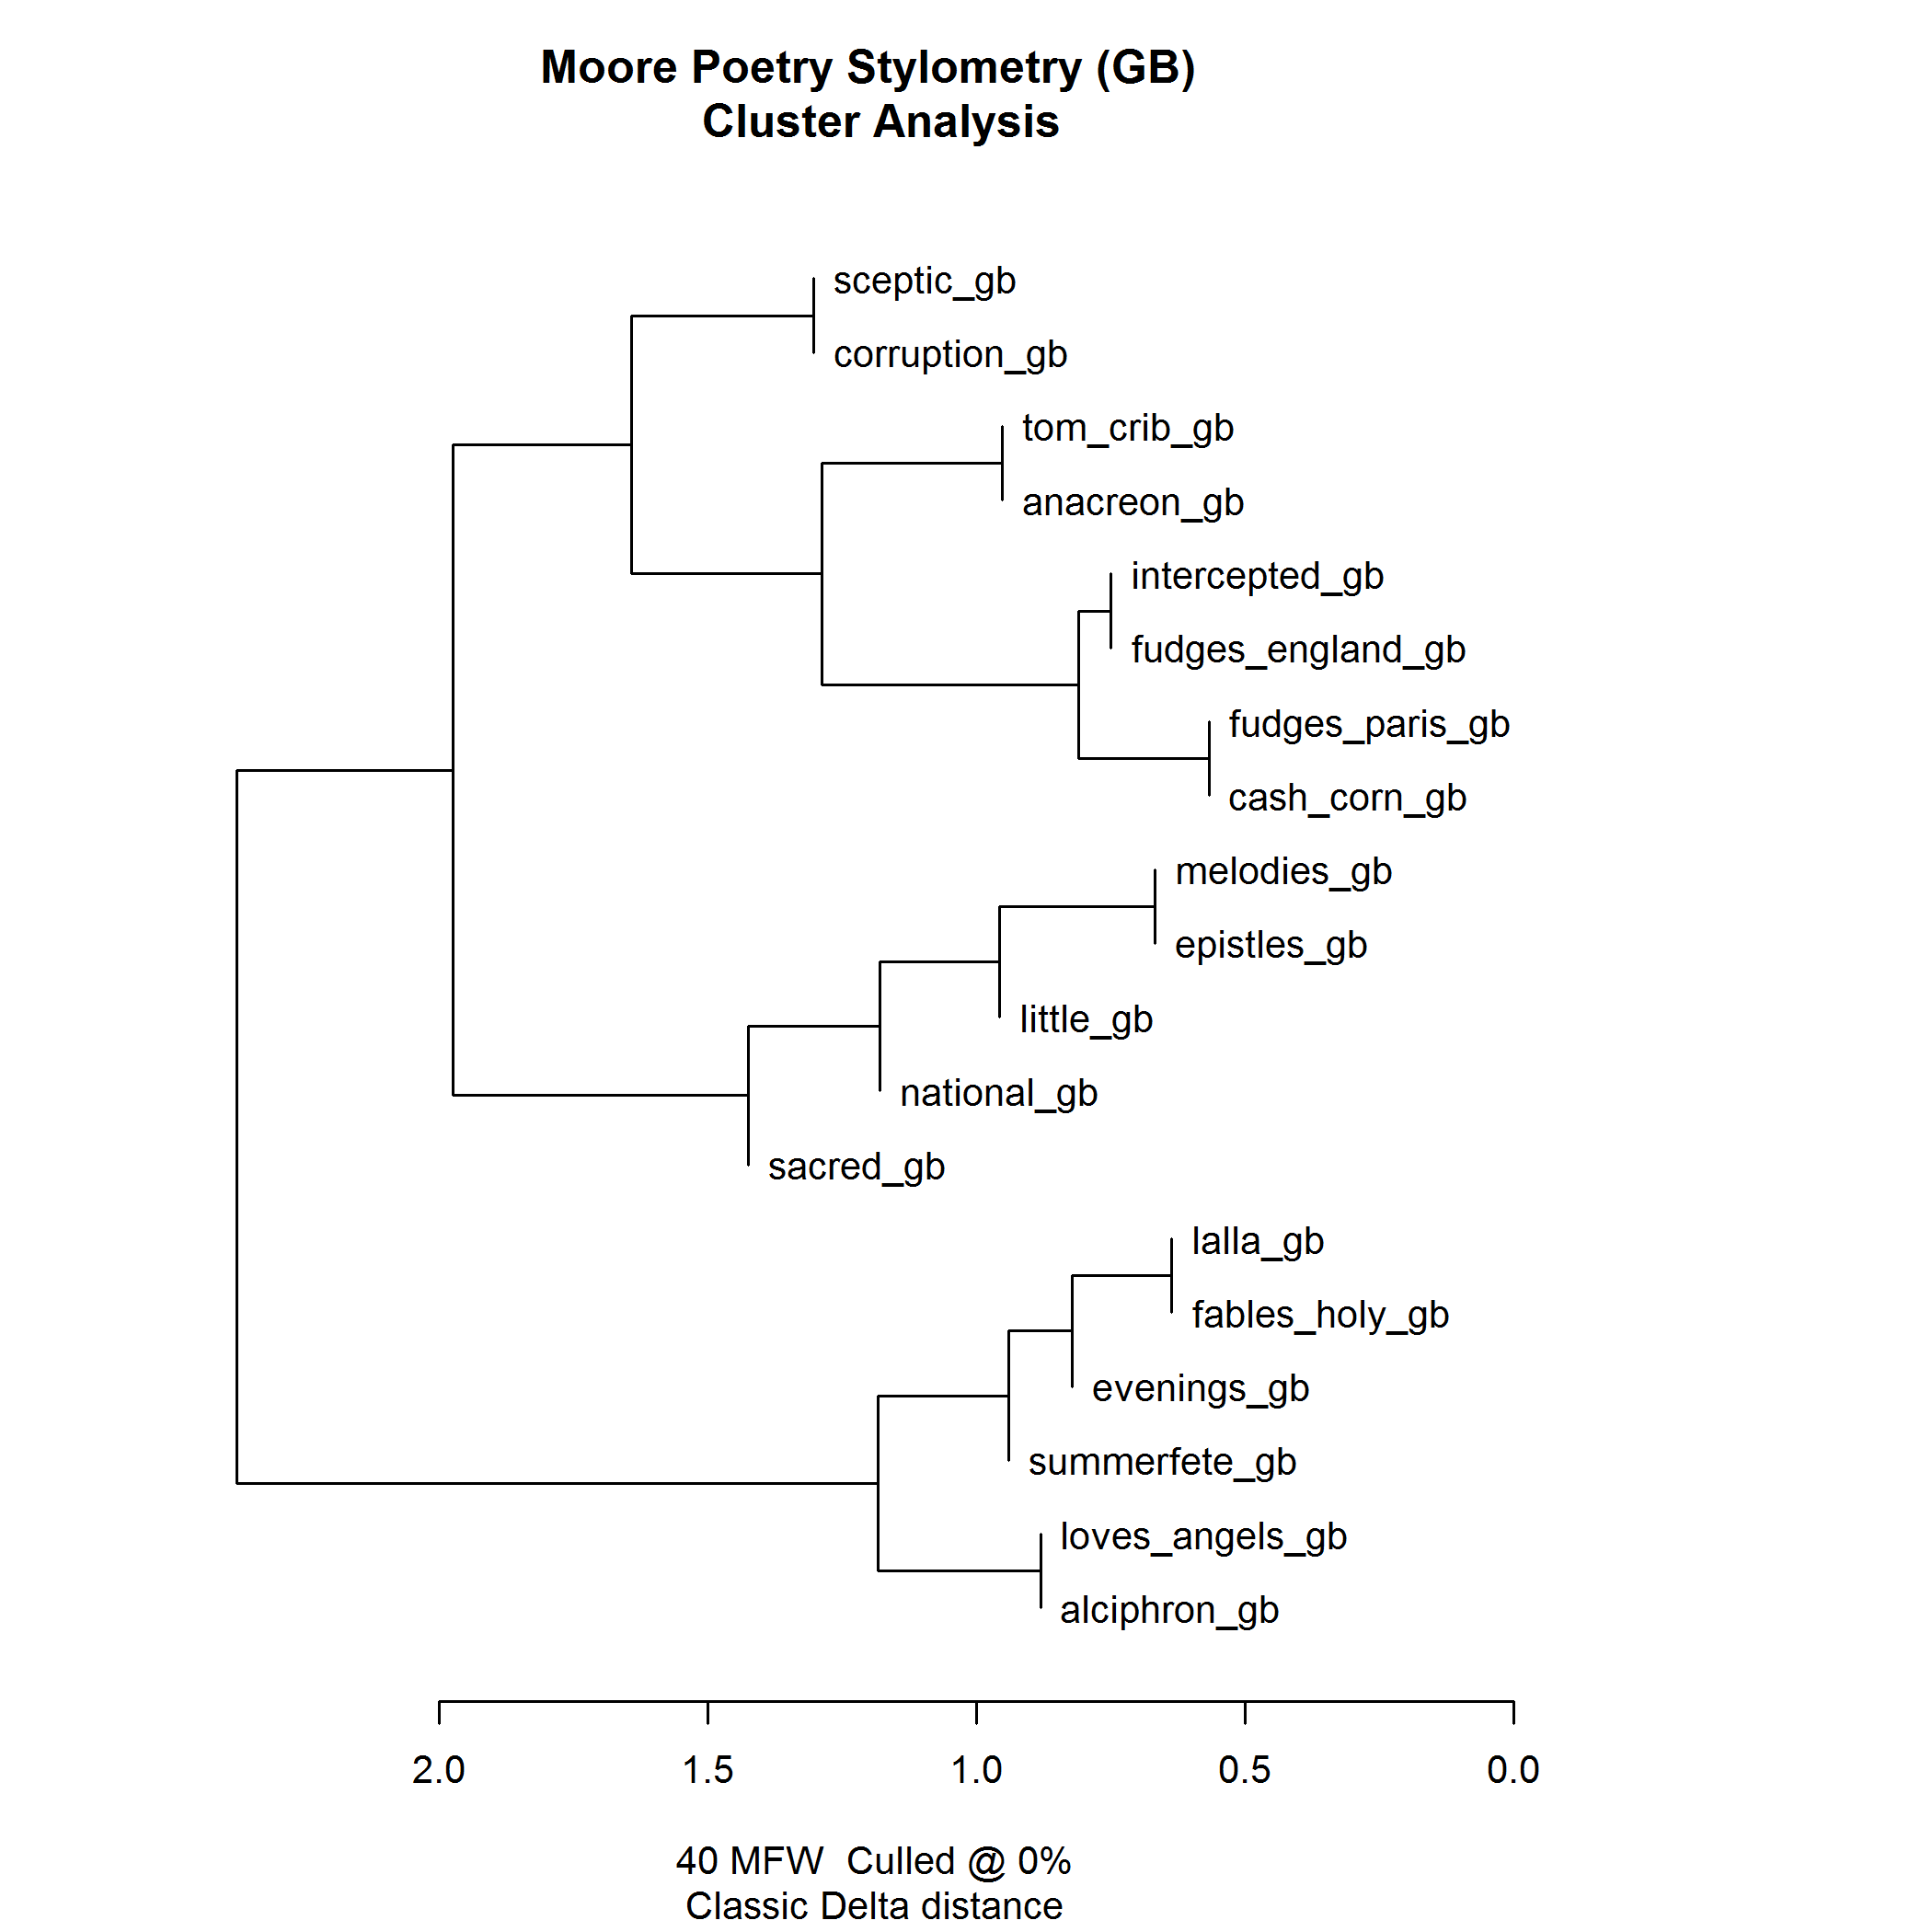 Moore Poetry Stylometry (GB)
Cluster Analysis
sceptic_gb
corruption_gb
tom_crib_gb
anacreon_gb
intercepted_gb
fudges_england_gb
fudges_paris_gb
cash_corn_gb
melodies_gb
epistles_gb
little_gb
national_gb
sacred_gb
lalla_gb
fables_holy_gb
evenings_gb
summerfete_gb
loves_angels_gb
alciphron_gb
2.0 1.5 1.0 0.5 0.0
40 MFW  Culled @ 0%
Classic Delta distance